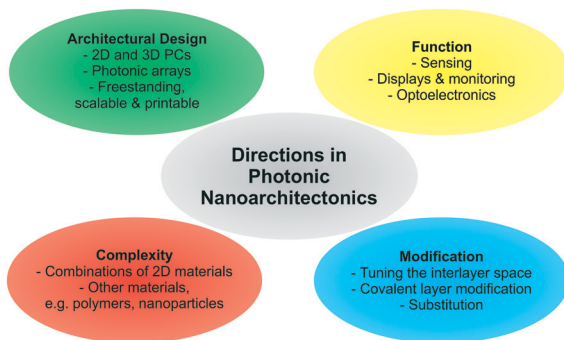 Architectural Design
- 2D and 3D PCs
- Photonic arrays
- Freestanding,
scalable & printable
Function
- Sensing
- Displays & monitoring
- Optoelectronics
Directions in
Photonic
Nanoarchitectonics
Complexity
- Combinations of 2D materials
- Other materials,
e.g. polymers, nanoparticles
Modification
- Tuning the interlayer space
- Covalent layer modification
- Substitution